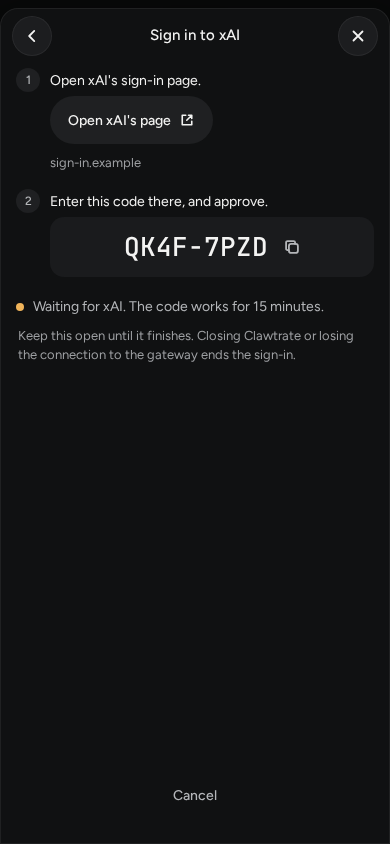 Sign in to xAI
1 Open xAI's sign-in page.
Open xAI's page
sign-in.example
2 Enter this code there, and approve.
QK4F-7PZD
Waiting for xAI. The code works for 15 minutes.
Keep this open until it finishes. Closing Clawtrate or losing
the connection to the gateway ends the sign-in.
Cancel